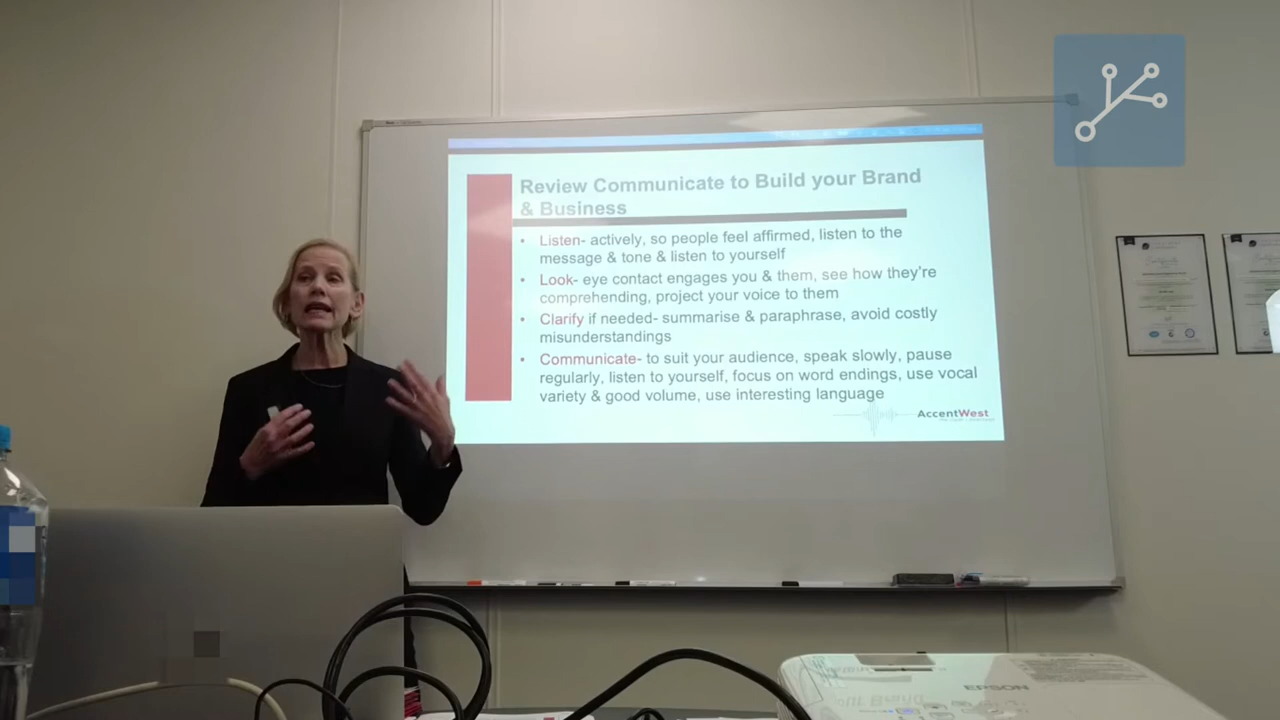 Review Communicate to Build your Brand
& Business
• Listen- actively, so people feel affirmed, listen to the
message & tone & listen to yourself
• Look- eye contact engages you & them, see how they're
comprehending, project your voice to them
• Clarify if needed- summarise & paraphrase, avoid costly
misunderstandings
• Communicate- to suit your audience, speak slowly, pause
regularly, listen to yourself, focus on word endings, use vocal
variety & good volume, use interesting language
AccentWest
EPSON